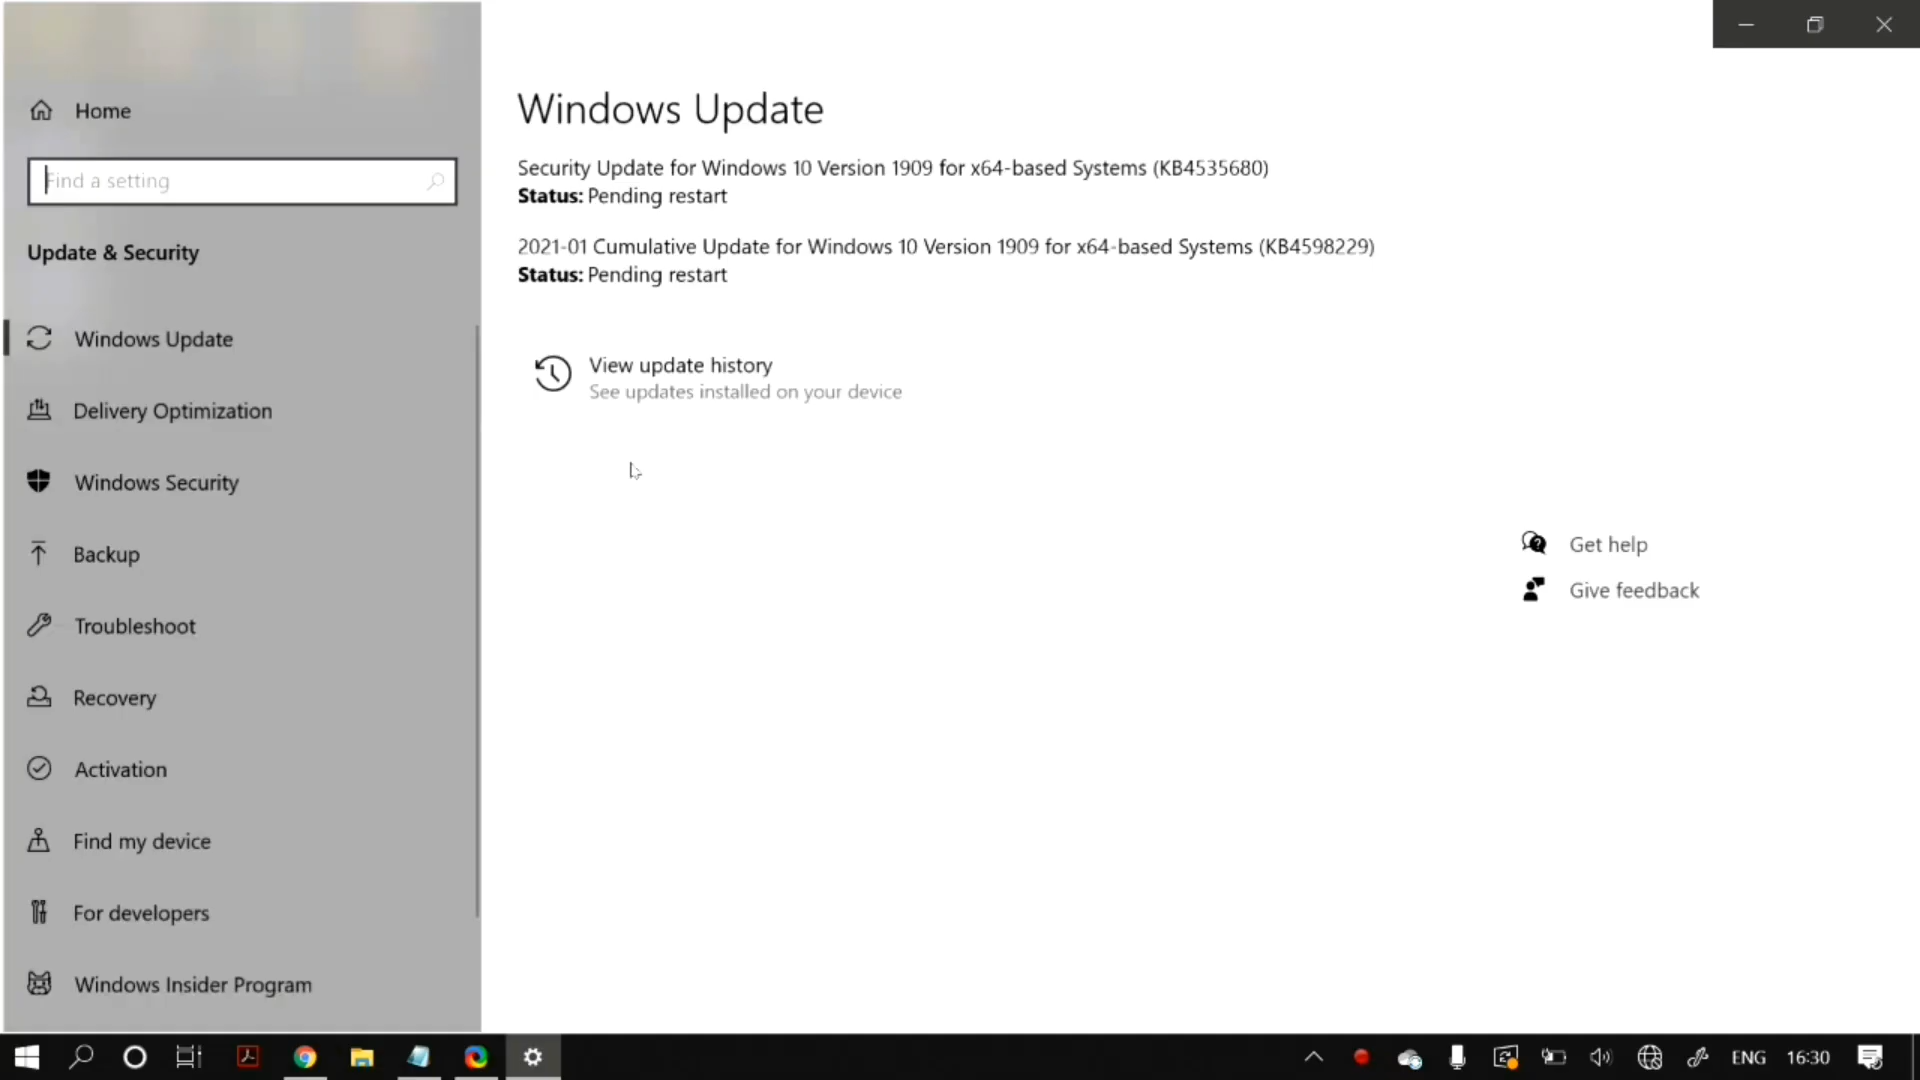 Home
Find a setting
Update & Security
Windows Update
Delivery Optimization
Windows Security
Backup
Troubleshoot
Recovery
Activation
Find my device
For developers
Windows Insider Program
Windows Update
Security Update for Windows 10 Version 1909 for x64-based Systems (KB4535680)
Status: Pending restart
2021-01 Cumulative Update for Windows 10 Version 1909 for x64-based Systems (KB4598229)
Status: Pending restart
View update history
See updates installed on your device
Get help
Give feedback
ENG
16:30